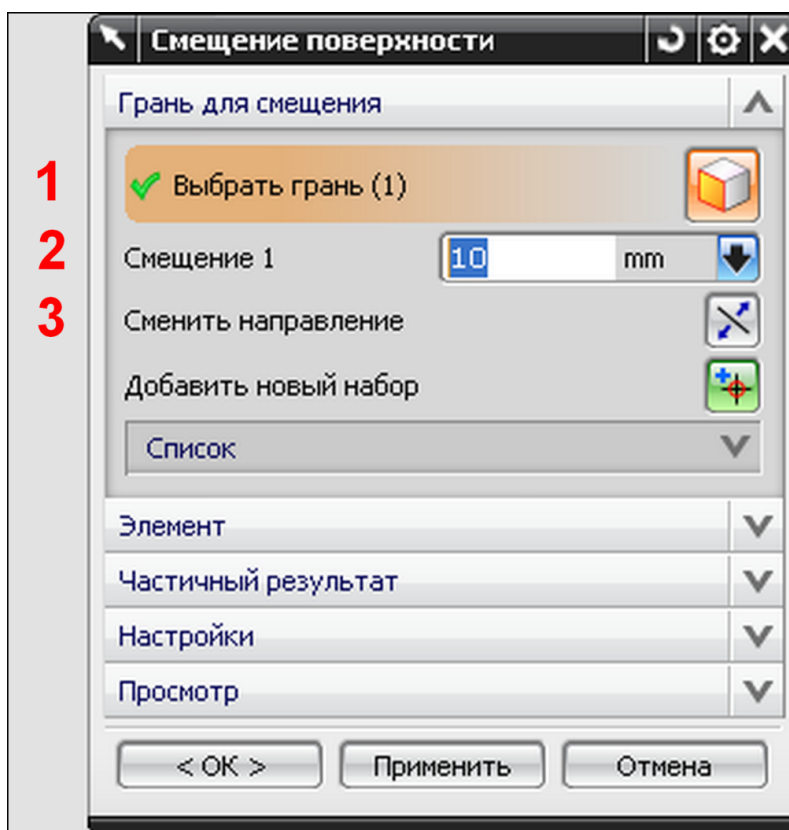 Смещение поверхности
Грань для смещения
1 Выбрать грань (1)
2 Смещение 1 10 mm
3 Сменить направление
Добавить новый набор
Список
Элемент
Частичный результат
Настройки
Просмотр
< OK > Применить Отмена